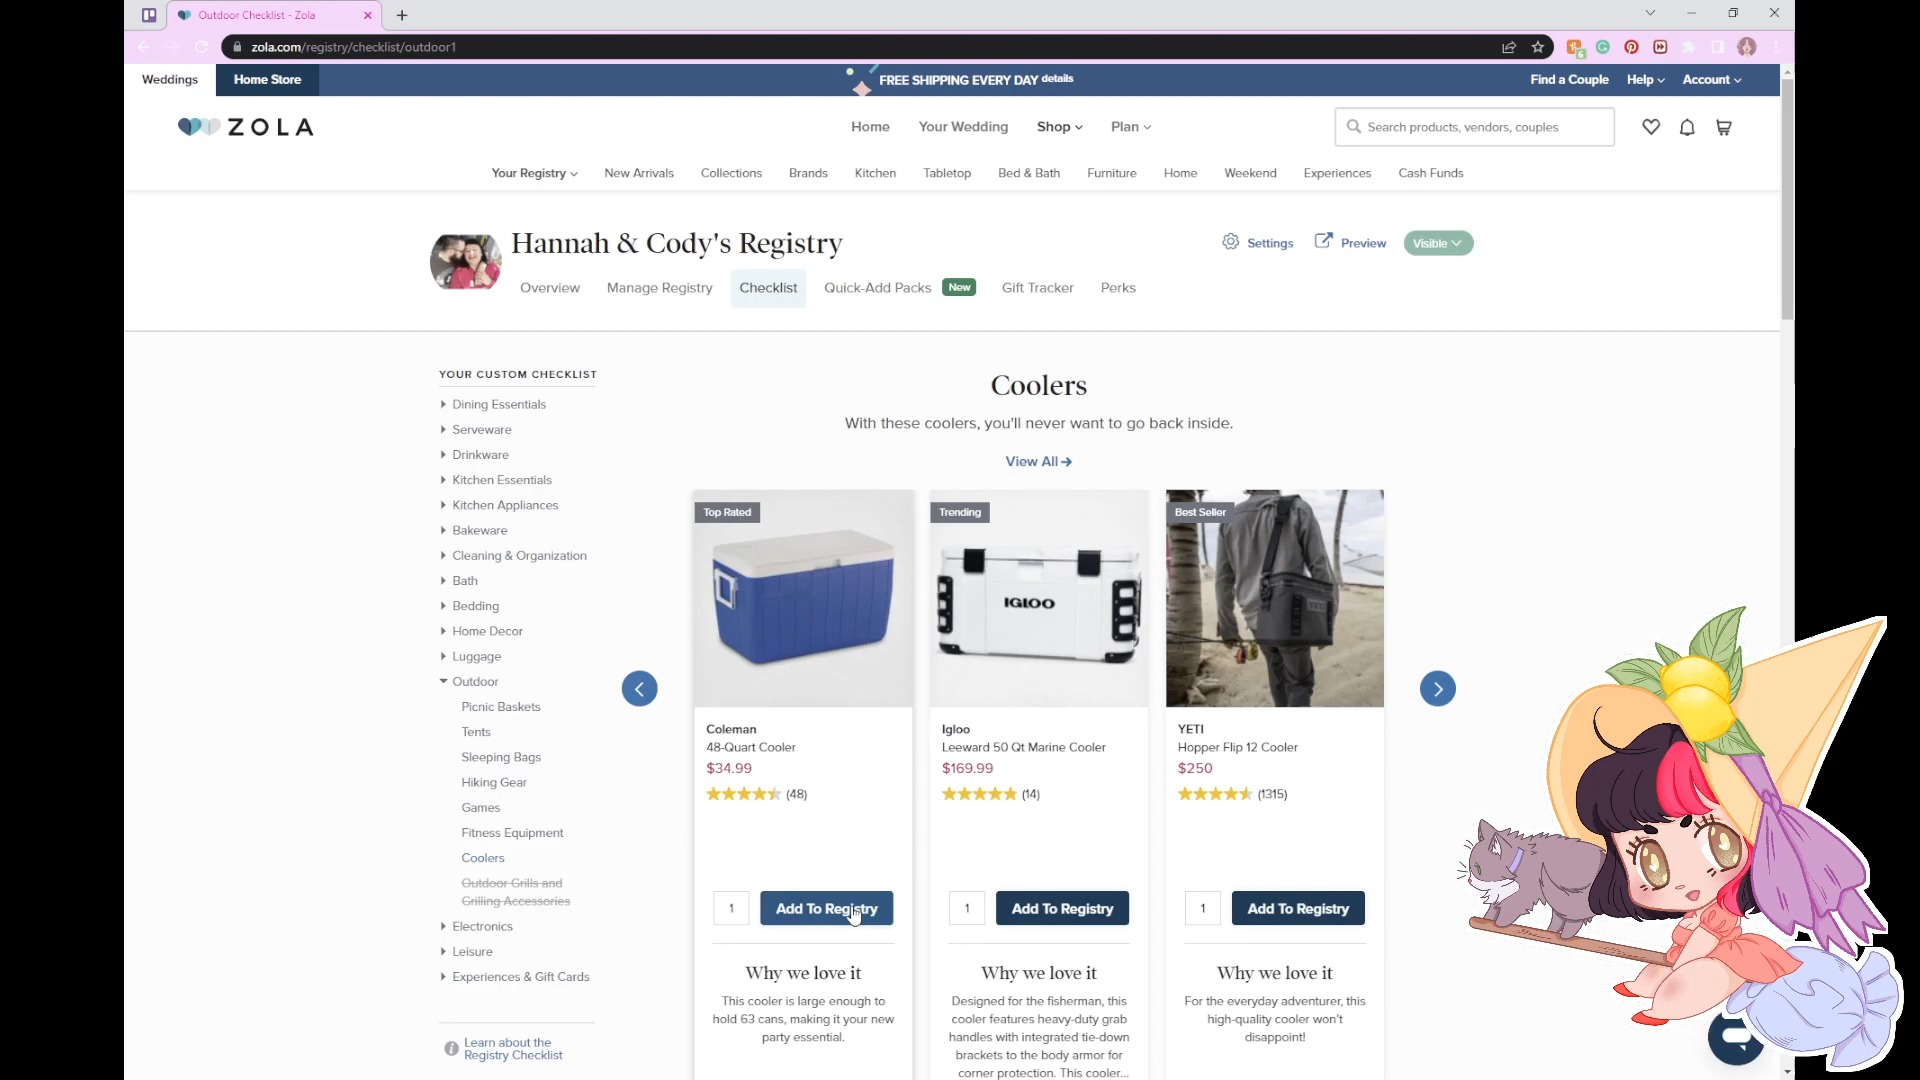 Outdoor Checklist - Zola
zola.com/registry/checklist/outdoor1
Weddings
Home Store
FREE SHIPPING EVERY DAY details
Find a Couple
Help
Account
ZOLA
Home
Your Wedding
Shop
Plan
Search products, vendors, couples
Your Registry
New Arrivals
Collections
Brands
Kitchen
Tabletop
Bed & Bath
Furniture
Home
Weekend
Experiences
Cash Funds
Hannah & Cody's Registry
Settings
Preview
Visible
Overview
Manage Registry
Checklist
Quick-Add Packs
New
Gift Tracker
Perks
YOUR CUSTOM CHECKLIST
Dining Essentials
Serveware
Drinkware
Kitchen Essentials
Kitchen Appliances
Bakeware
Cleaning & Organization
Bath
Bedding
Home Decor
Luggage
Outdoor
Picnic Baskets
Tents
Sleeping Bags
Hiking Gear
Games
Fitness Equipment
Coolers
Outdoor Grills and
Grilling Accessories
Electronics
Leisure
Experiences & Gift Cards
Learn about the
Registry Checklist
Coolers
With these coolers, you'll never want to go back inside.
View All
Top Rated
Coleman
48-Quart Cooler
$34.99
(48)
1
Add To Registry
Why we love it
This cooler is large enough to
hold 63 cans, making it your new
party essential.
Trending
IGLOO
Igloo
Leeward 50 Qt Marine Cooler
$169.99
(14)
1
Add To Registry
Why we love it
Designed for the fisherman, this
cooler features heavy-duty grab
handles with integrated tie-down
brackets to the body armor for
corner protection. This cooler...
Best Seller
YETI
YETI
Hopper Flip 12 Cooler
$250
(1315)
1
Add To Registry
Why we love it
For the everyday adventurer, this
high-quality cooler won't
disappoint!